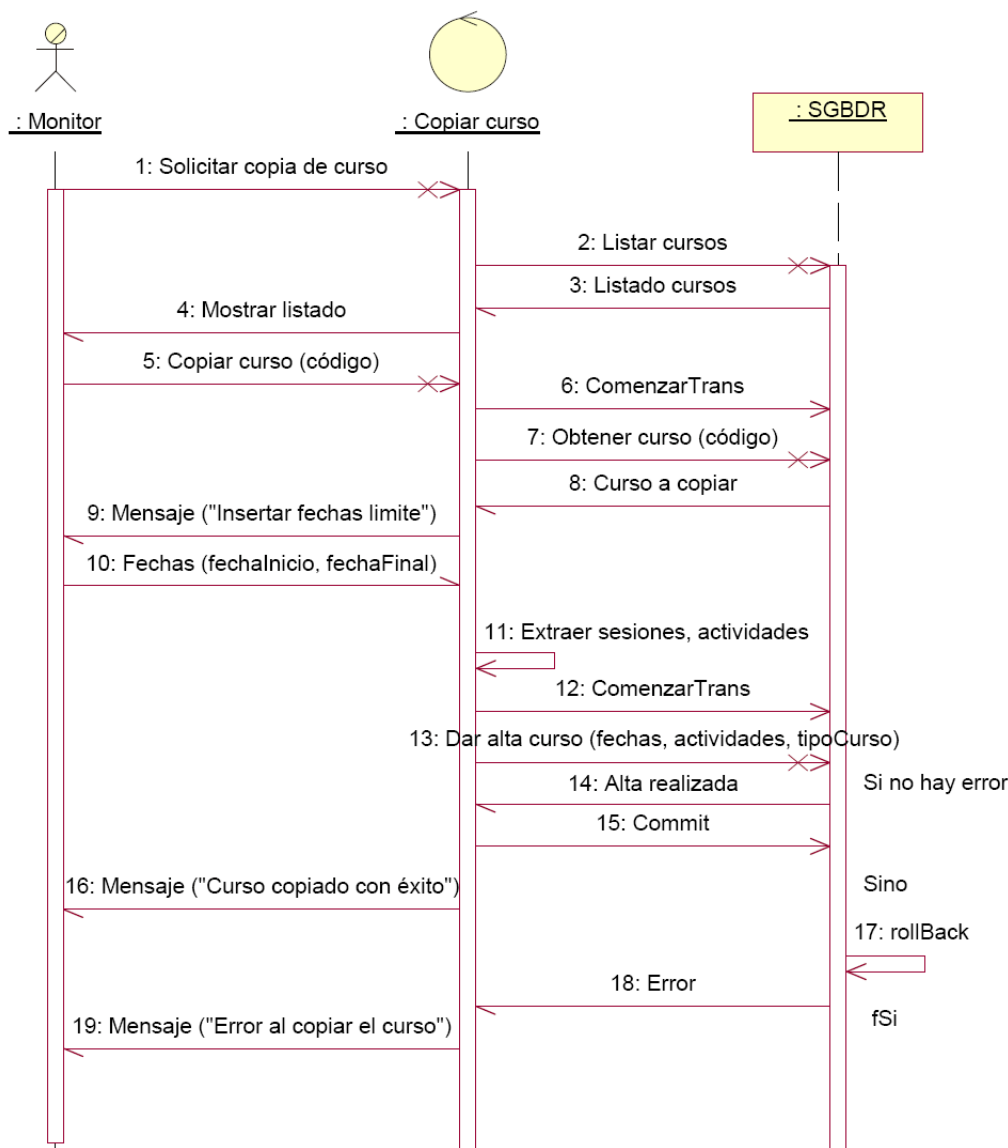 : Monitor
: Copiar curso
: SGBDR
1: Solicitar copia de curso
2: Listar cursos
3: Listado cursos
4: Mostrar listado
5: Copiar curso (código)
6: ComenzarTrans
7: Obtener curso (código)
8: Curso a copiar
9: Mensaje ("Insertar fechas limite")
10: Fechas (fechaInicio, fechaFinal)
11: Extraer sesiones, actividades
12: ComenzarTrans
13: Dar alta curso (fechas, actividades, tipoCurso)
14: Alta realizada
Si no hay error
15: Commit
16: Mensaje ("Curso copiado con éxito")
Sino
17: rollBack
18: Error
fSi
19: Mensaje ("Error al copiar el curso")